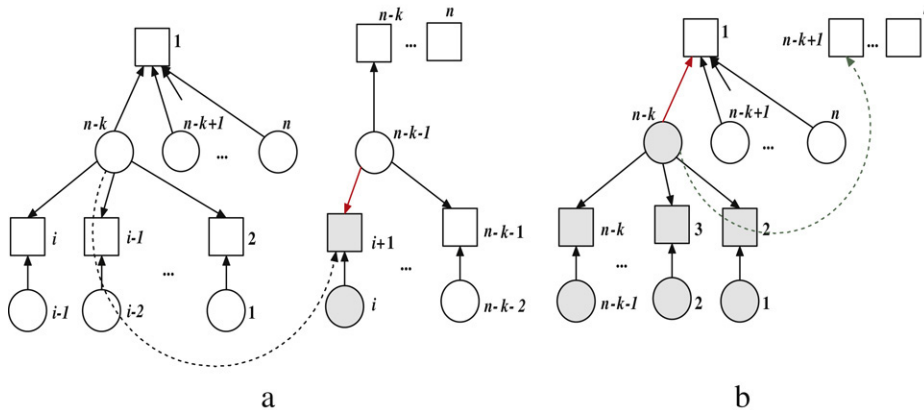 n-k n
1 ...
n-k+1
n-k n n-k-1
...
i i-1 2 i+1 n-k-1
... ...
i-1 i-2 1 i n-k-2
a
1 n-k+1 ...
n-k n-k+1 n
...
n-k 3 2
...
n-k-1 2 1
b